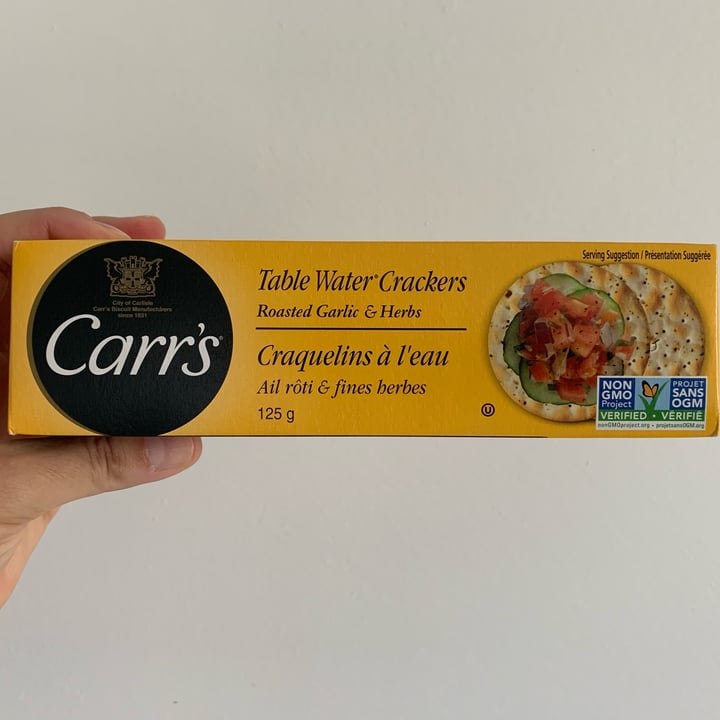 City of Carlisle
Carr's Biscuit Manufacturers
since 1831
Carr's
Table Water® Crackers
Roasted Garlic & Herbs
Craquelins à l'eau
Ail rôti & fines herbes
125 g
U
Serving Suggestion / Présentation Suggérée
NON
GMO
Project
VERIFIED • VÉRIFIÉ
PROJET
SANS
OGM
nonGMOproject.org • projetsansOGM.org